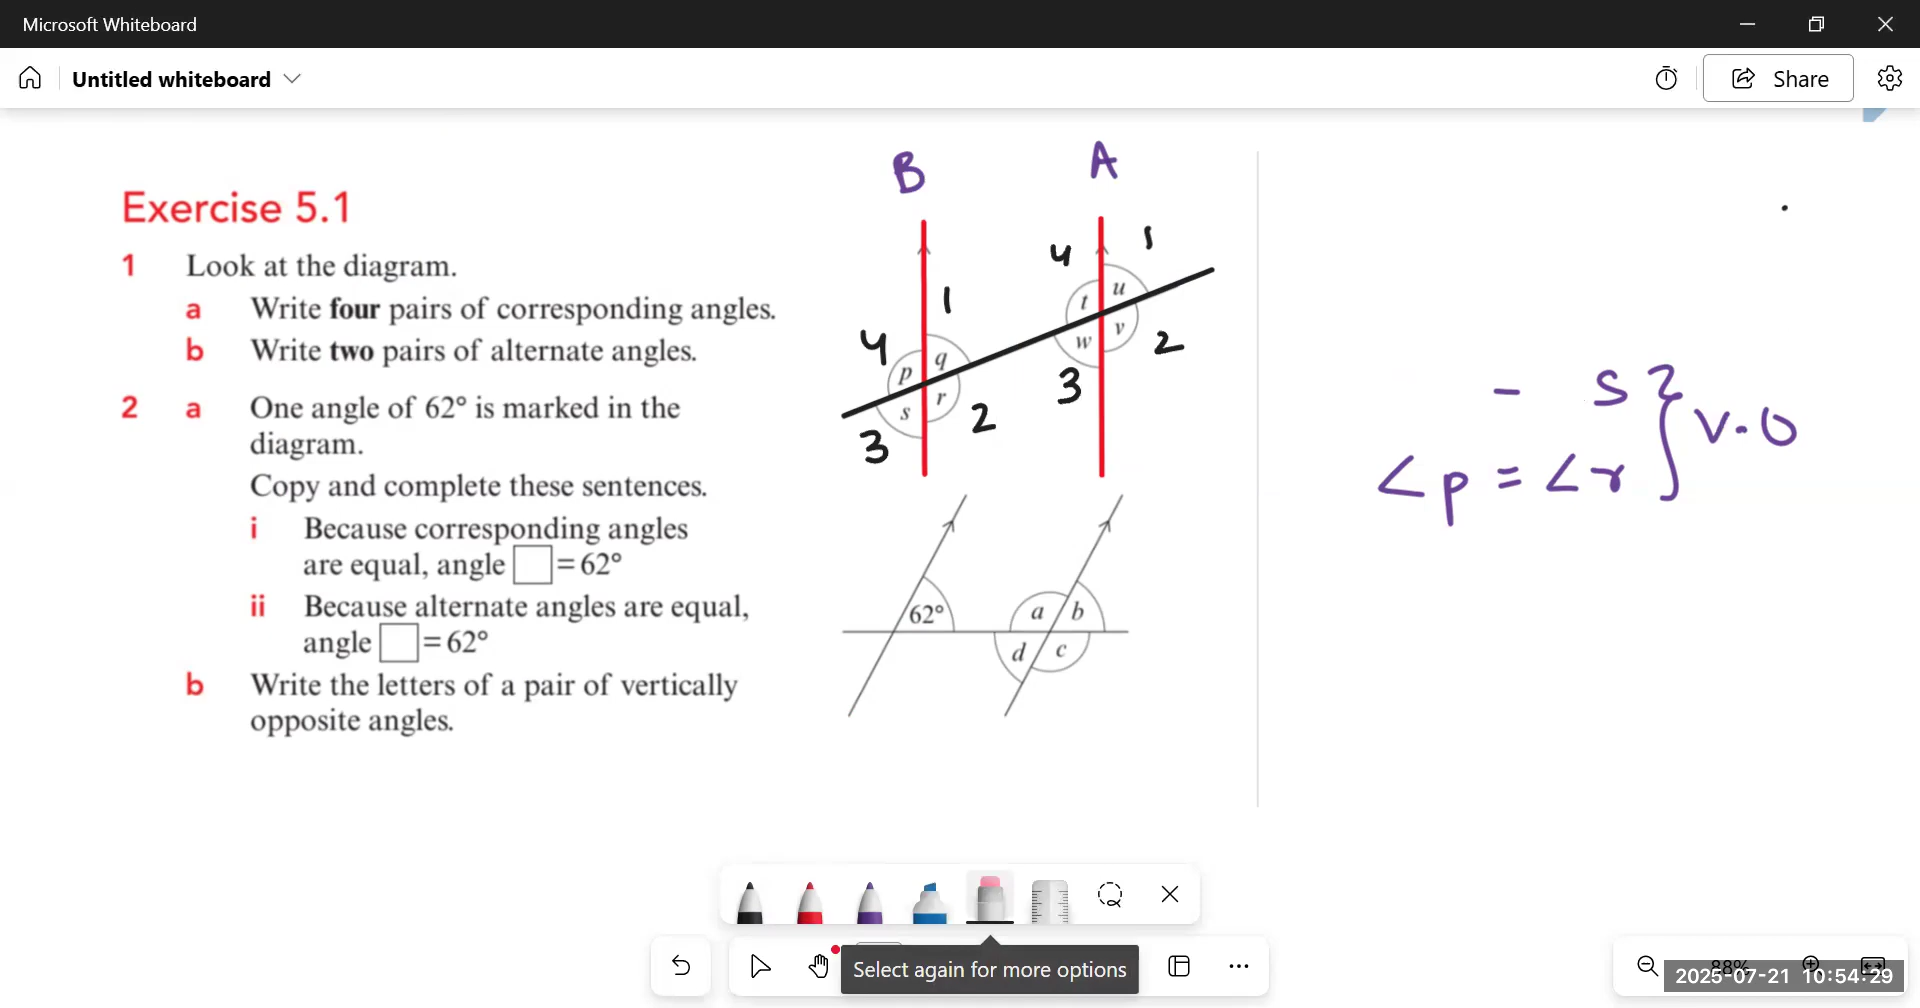 Microsoft Whiteboard
Untitled whiteboard
Share
Exercise 5.1
1 Look at the diagram.
a Write four pairs of corresponding angles.
b Write two pairs of alternate angles.
2 a One angle of 62° is marked in the
diagram.
Copy and complete these sentences.
i Because corresponding angles
are equal, angle □ = 62°
ii Because alternate angles are equal,
angle □ = 62°
b Write the letters of a pair of vertically
opposite angles.
B A
4 1
1
t u
4
w v 2
p q
3
s r 2
3
62° a b
d c
- s
∠p = ∠r } V.O
Select again for more options
88%
2025-07-21 10:54:29